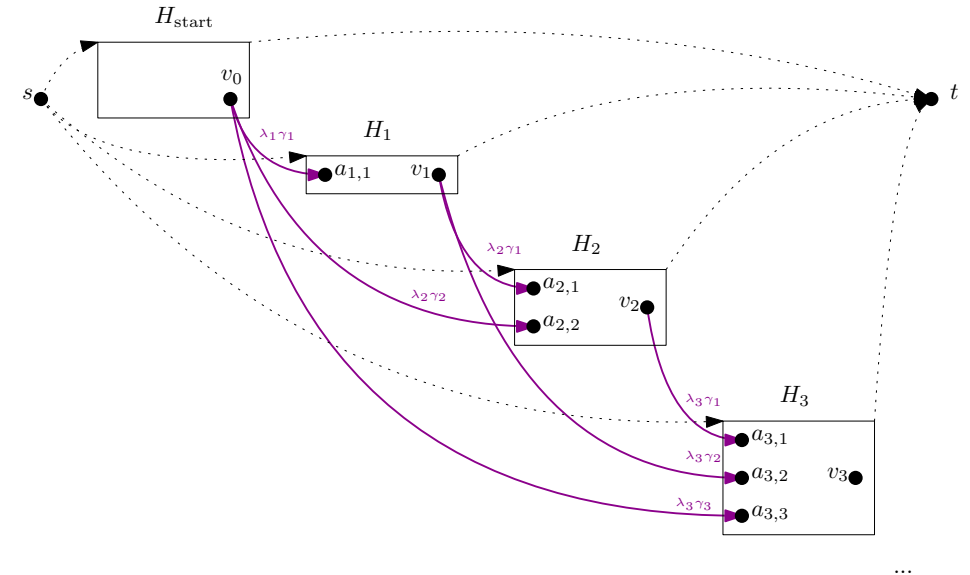 H_start
s
v_0
t
λ_1γ_1
H_1
a_{1,1}
v_1
λ_2γ_1
H_2
a_{2,1}
λ_2γ_2
v_2
a_{2,2}
H_3
λ_3γ_1
a_{3,1}
λ_3γ_2
a_{3,2}
v_3
λ_3γ_3
a_{3,3}
...